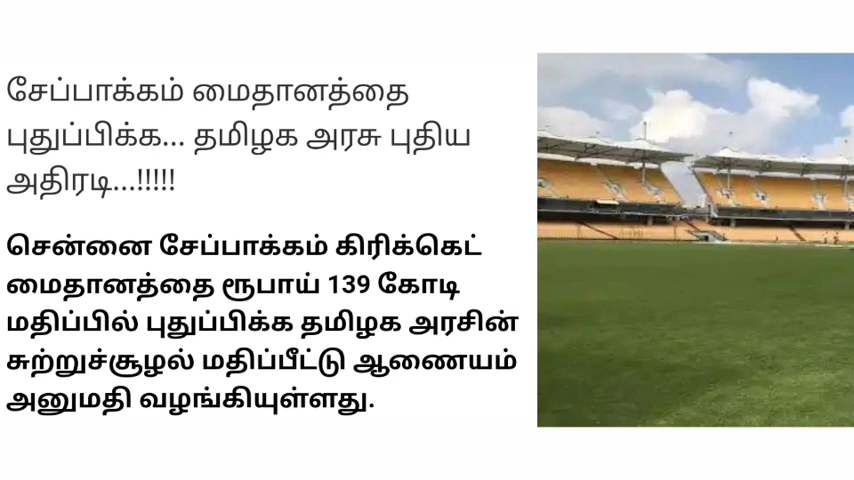 சேப்பாக்கம் மைதானத்தை
புதுப்பிக்க... தமிழக அரசு புதிய
அதிரடி...!!!!!
சென்னை சேப்பாக்கம் கிரிக்கெட்
மைதானத்தை ரூபாய் 139 கோடி
மதிப்பில் புதுப்பிக்க தமிழக அரசின்
சுற்றுச்சூழல் மதிப்பீட்டு ஆணையம்
அனுமதி வழங்கியுள்ளது.